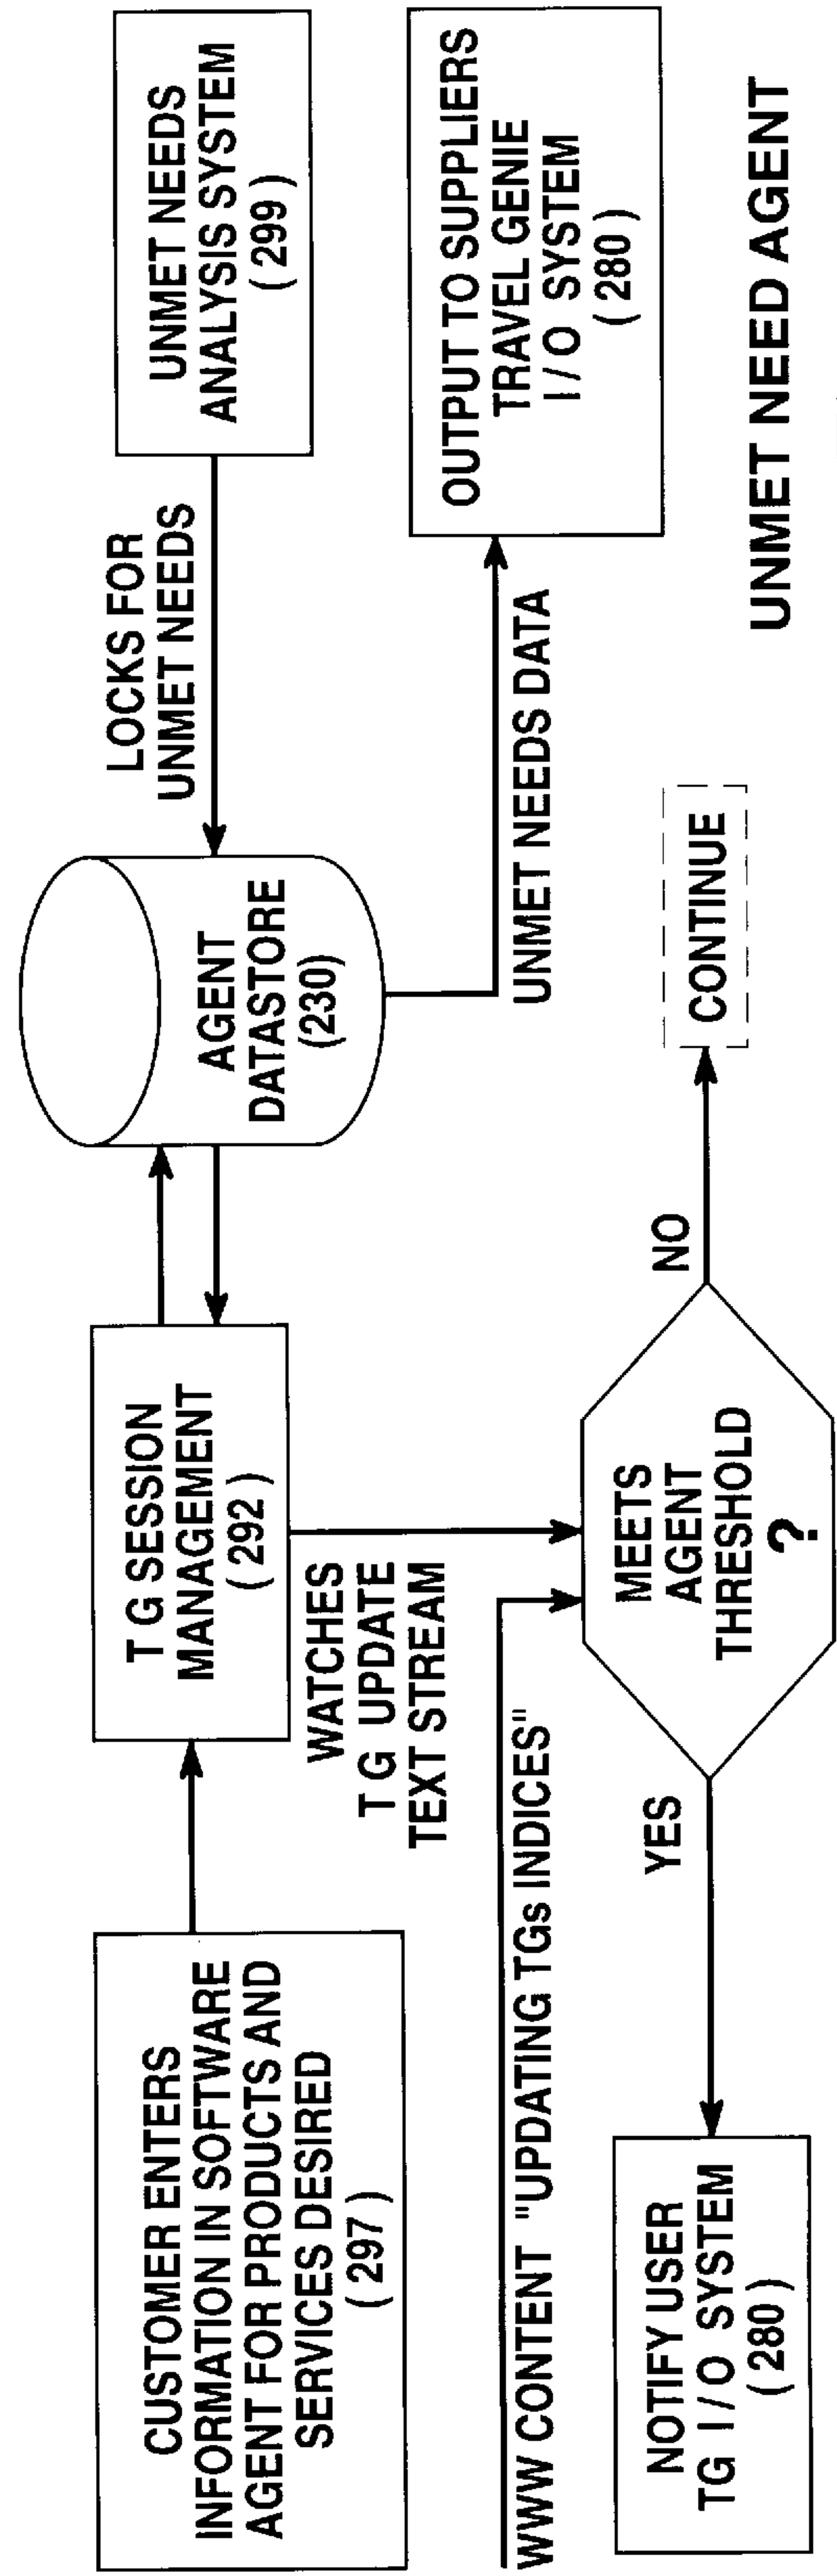 CUSTOMER ENTERS
INFORMATION IN SOFTWARE
AGENT FOR PRODUCTS AND
SERVICES DESIRED
( 297 )
T G SESSION
MANAGEMENT
( 292 )
AGENT
DATASTORE
(230)
LOCKS FOR
UNMET NEEDS
UNMET NEEDS
ANALYSIS SYSTEM
( 299 )
WATCHES
T G UPDATE
TEXT STREAM
UNMET NEEDS DATA
OUTPUT TO SUPPLIERS
TRAVEL GENIE
I / O SYSTEM
( 280 )
WWW CONTENT "UPDATING TGs INDICES"
NOTIFY USER
TG I / O SYSTEM
( 280 )
YES
MEETS
AGENT
THRESHOLD
?
NO
CONTINUE
UNMET NEED AGENT